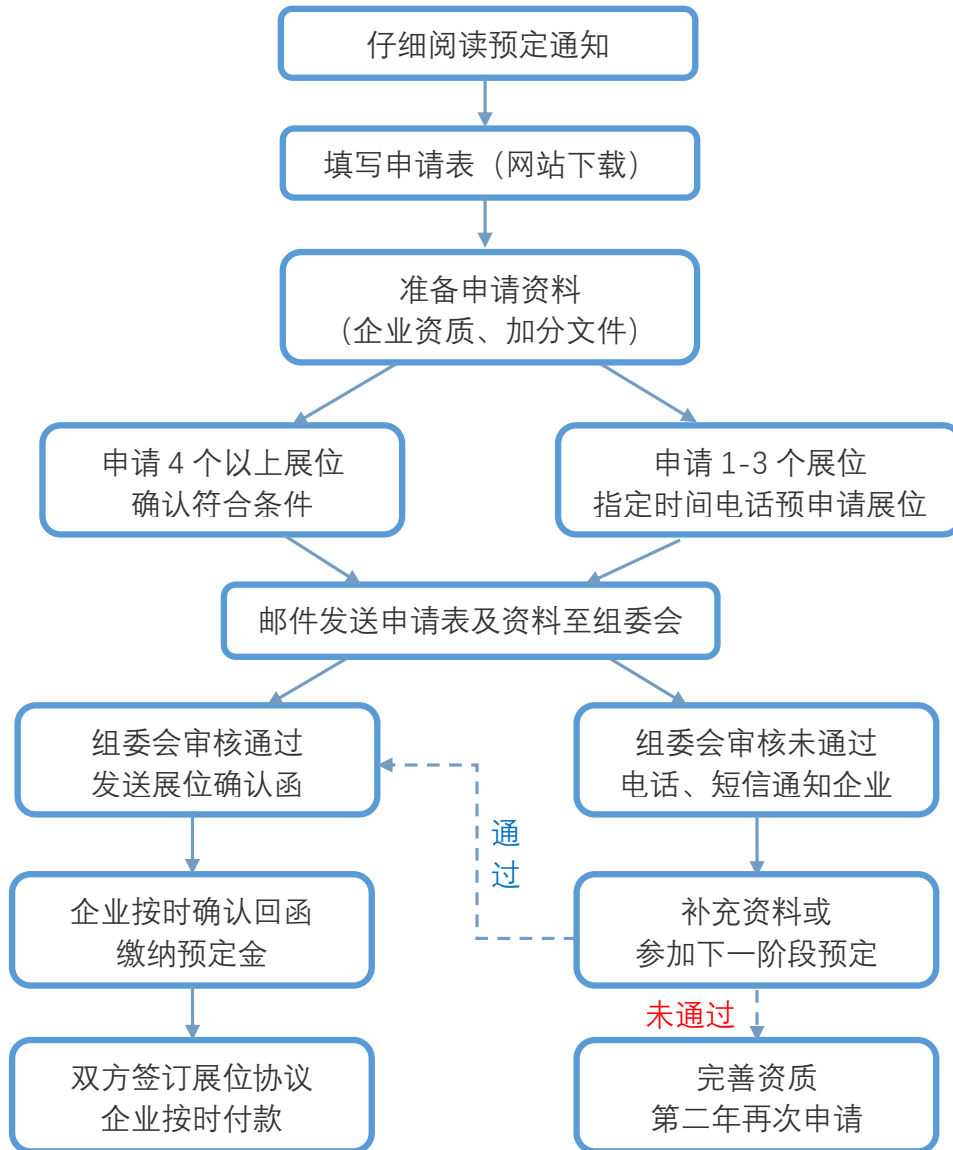 仔细阅读预定通知
填写申请表（网站下载）
准备申请资料
（企业资质、加分文件）
申请 4 个以上展位
确认符合条件
申请 1-3 个展位
指定时间电话预申请展位
邮件发送申请表及资料至组委会
组委会审核通过
发送展位确认函
组委会审核未通过
电话、短信通知企业
通
过
企业按时确认回函
缴纳预定金
补充资料或
参加下一阶段预定
未通过
双方签订展位协议
企业按时付款
完善资质
第二年再次申请